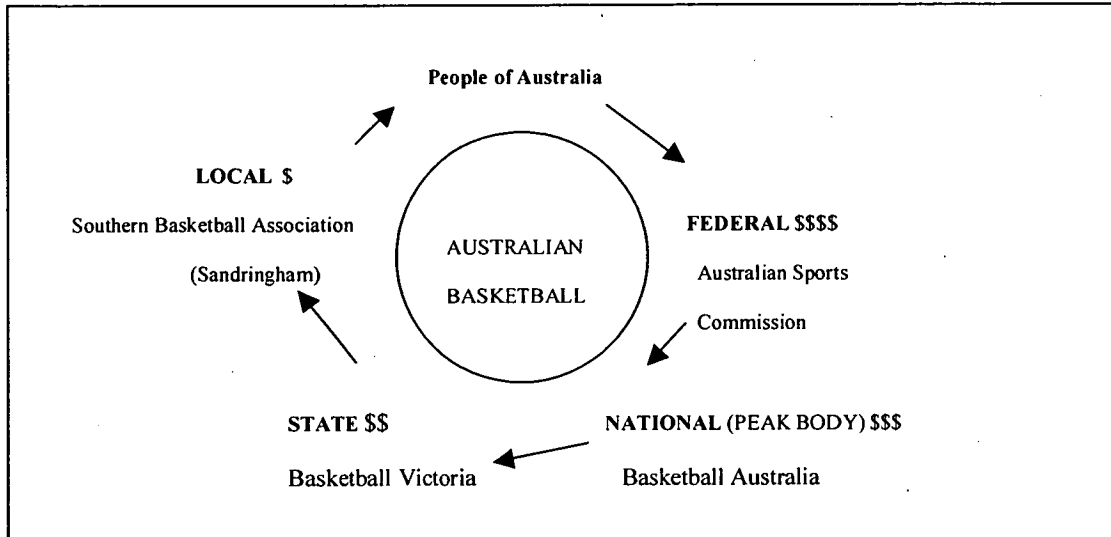 People of Australia
LOCAL $
Southern Basketball Association
(Sandringham)
AUSTRALIAN
BASKETBALL
FEDERAL $$$$
Australian Sports
Commission
STATE $$
Basketball Victoria
NATIONAL (PEAK BODY) $$$
Basketball Australia